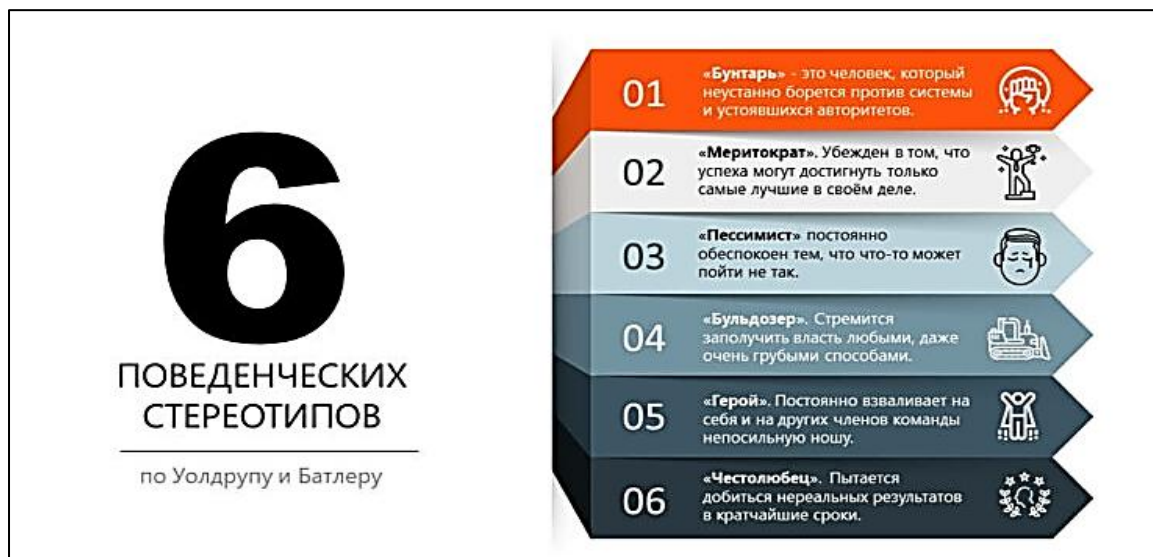 6
ПОВЕДЕНЧЕСКИХ
СТЕРЕОТИПОВ
по Уолдрупу и Батлеру
01
«Бунтарь» - это человек, который
неустанно борется против системы
и устоявшихся авторитетов.
02
«Меритократ». Убежден в том, что
успеха могут достигнуть только
самые лучшие в своём деле.
03
«Пессимист» постоянно
обеспокоен тем, что что-то может
пойти не так.
04
«Бульдозер». Стремится
заполучить власть любыми, даже
очень грубыми способами.
05
«Герой». Постоянно взваливает на
себя и на других членов команды
непосильную ношу.
06
«Честолюбец». Пытается
добиться нереальных результатов
в кратчайшие сроки.